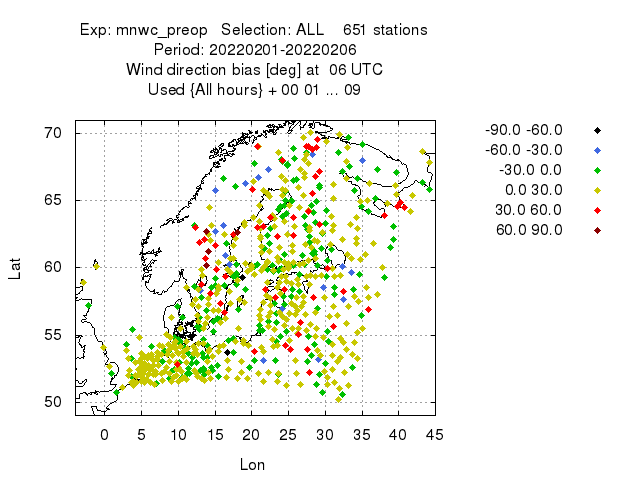 Exp: mnwc_preop   Selection: ALL    651 stations
Period: 20220201-20220206
Wind direction bias [deg] at  06 UTC
Used {All hours} + 00 01 ... 09
-90.0 -60.0
-60.0 -30.0
-30.0 0.0
0.0 30.0
30.0 60.0
60.0 90.0
70
65
60
55
50
Lat
0 5 10 15 20 25 30 35 40 45
Lon